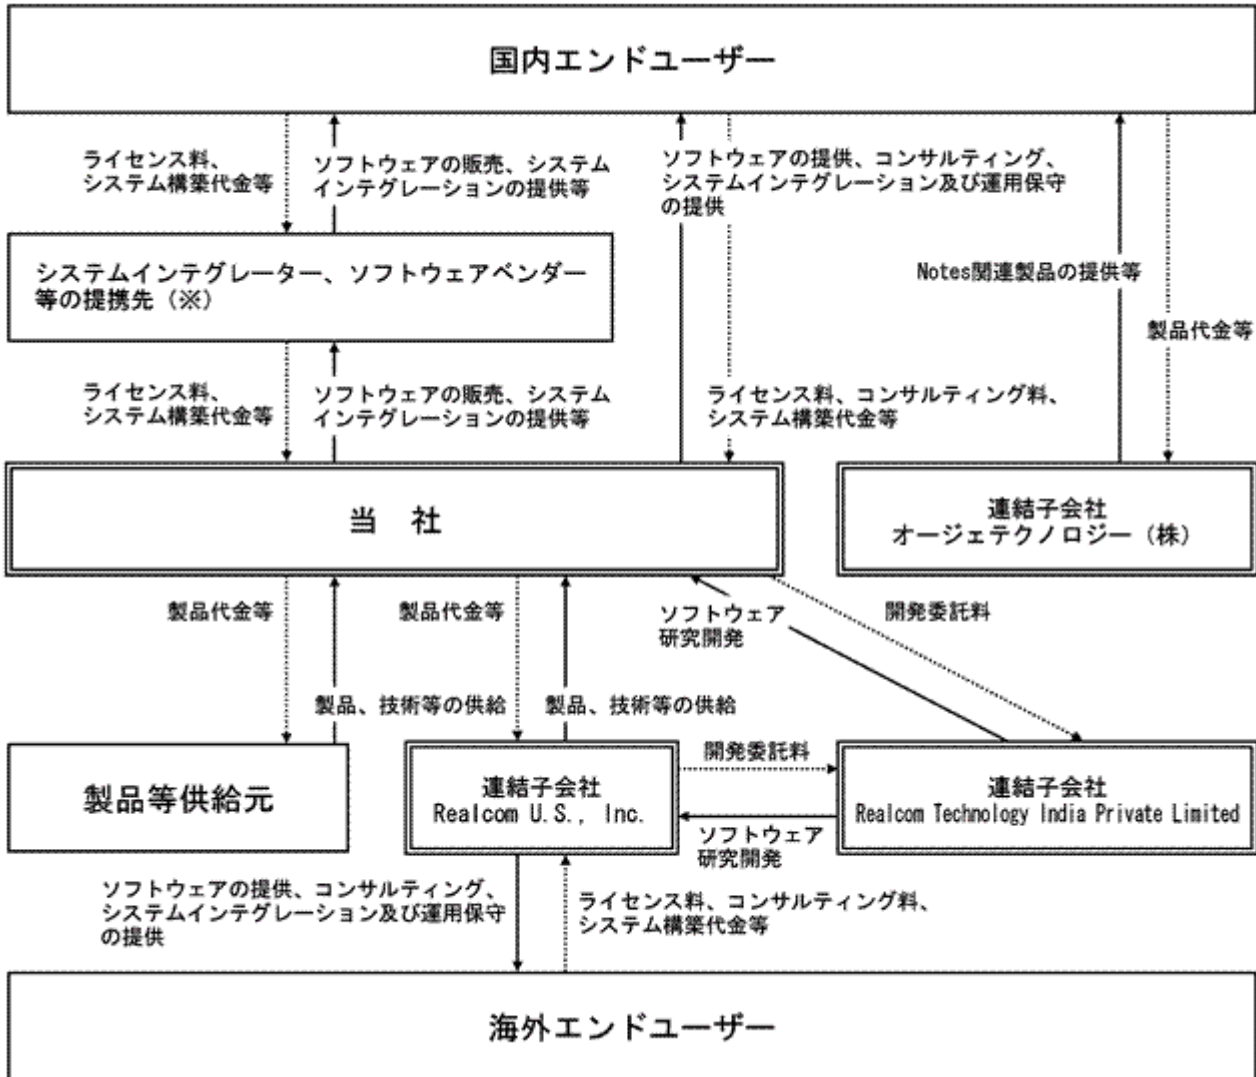 国内エンドユーザー
ライセンス料、
システム構築代金等
ソフトウェアの販売、システム
インテグレーションの提供等
ソフトウェアの提供、コンサルティング、
システムインテグレーション及び運用保守
の提供
Notes関連製品の提供等
製品代金等
システムインテグレーター、ソフトウェアベンダー
等の提携先（※）
ライセンス料、
システム構築代金等
ソフトウェアの販売、システム
インテグレーションの提供等
ライセンス料、コンサルティング料、
システム構築代金等
当　社
連結子会社
オージェテクノロジー（株）
製品代金等
製品、技術等の供給
製品代金等
製品、技術等の供給
ソフトウェア
研究開発
開発委託料
製品等供給元
連結子会社
Realcom U.S., Inc.
開発委託料
ソフトウェア
研究開発
連結子会社
Realcom Technology India Private Limited
ソフトウェアの提供、コンサルティング、
システムインテグレーション及び運用保守
の提供
ライセンス料、コンサルティング料、
システム構築代金等
海外エンドユーザー